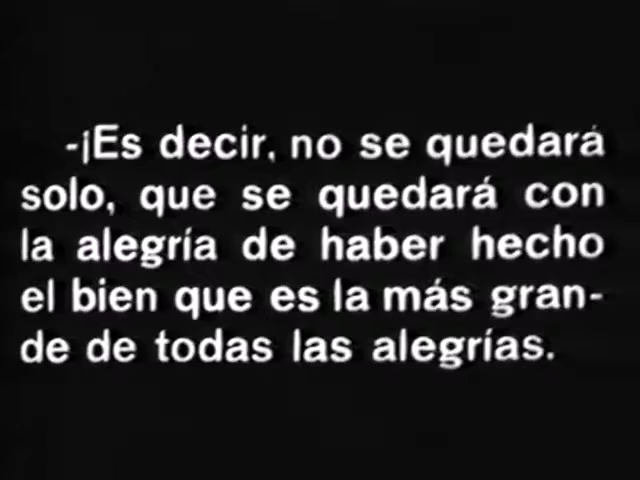 -¡Es decir, no se quedará
solo, que se quedará con
la alegría de haber hecho
el bien que es la más gran-
de de todas las alegrías.